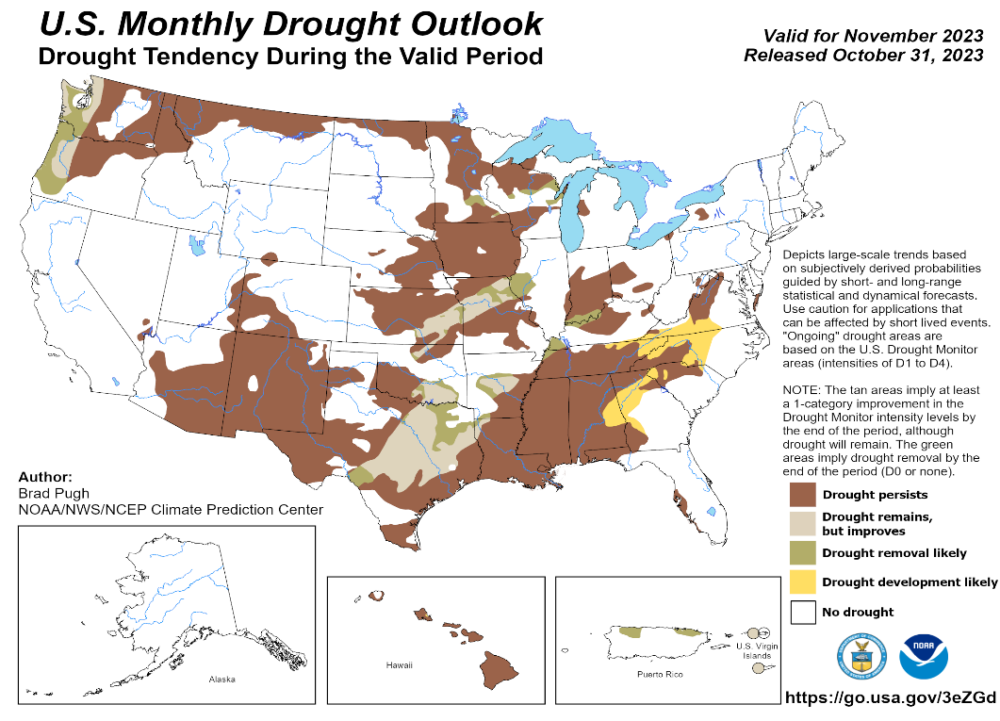 U.S. Monthly Drought Outlook
Drought Tendency During the Valid Period
Valid for November 2023
Released October 31, 2023
Depicts large-scale trends based
on subjectively derived probabilities
guided by short- and long-range
statistical and dynamical forecasts.
Use caution for applications that
can be affected by short lived events.
"Ongoing" drought areas are
based on the U.S. Drought Monitor
areas (intensities of D1 to D4).
NOTE: The tan areas imply at least
a 1-category improvement in the
Drought Monitor intensity levels by
the end of the period, although
drought will remain. The green
areas imply drought removal by the
end of the period (D0 or none).
Author:
Brad Pugh
NOAA/NWS/NCEP Climate Prediction Center
Drought persists
Drought remains,
but improves
Drought removal likely
Drought development likely
No drought
Alaska
Hawaii
Puerto Rico
U.S. Virgin
Islands
NOAA
https://go.usa.gov/3eZGd